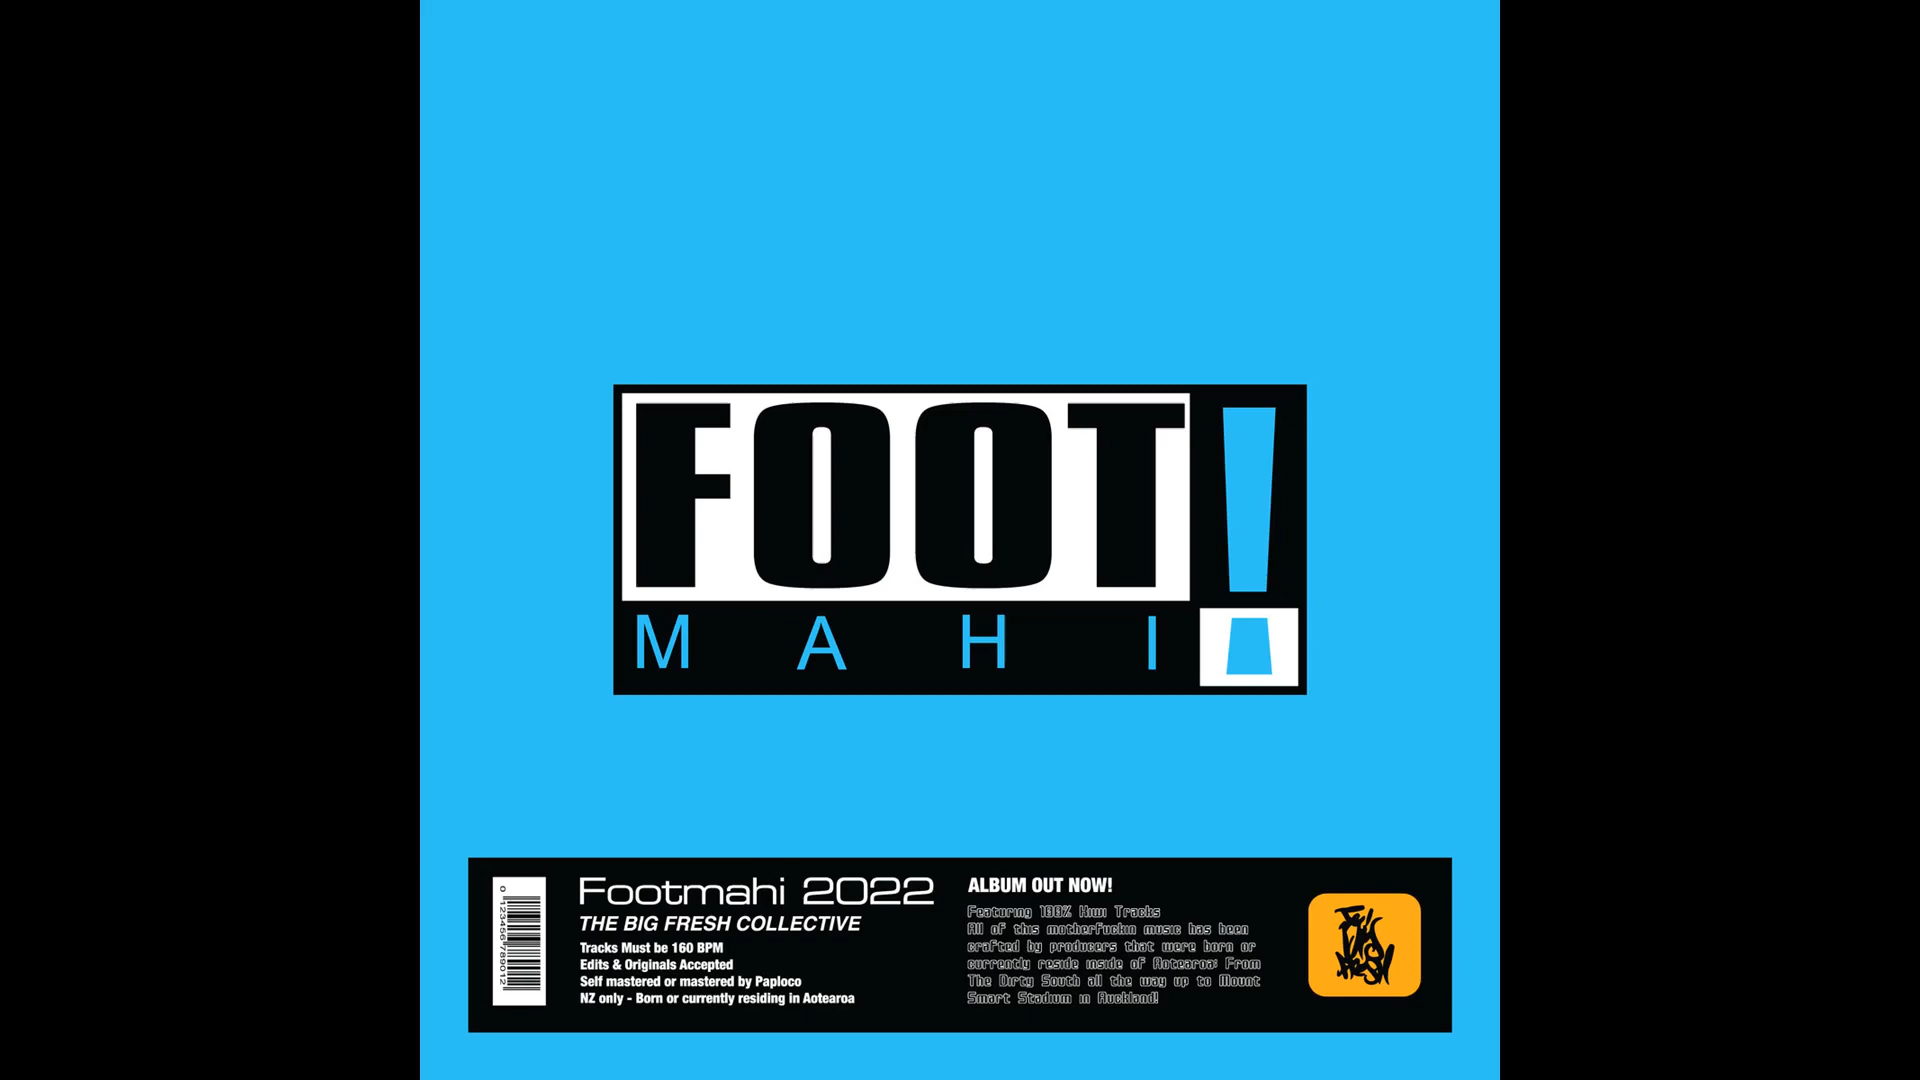 FOOT!
MAHI
0 123456 789012
Footmahi 2022
THE BIG FRESH COLLECTIVE
Tracks Must be 160 BPM
Edits & Originals Accepted
Self mastered or mastered by Paploco
NZ only - Born or currently residing in Aotearoa
ALBUM OUT NOW!
Featuring 100% Kiwi Tracks
All of this motherfuckin music has been
crafted by producers that were born or
currently reside inside of Aotearoa: From
The Dirty South all the way up to Mount
Smart Stadium in Auckland!